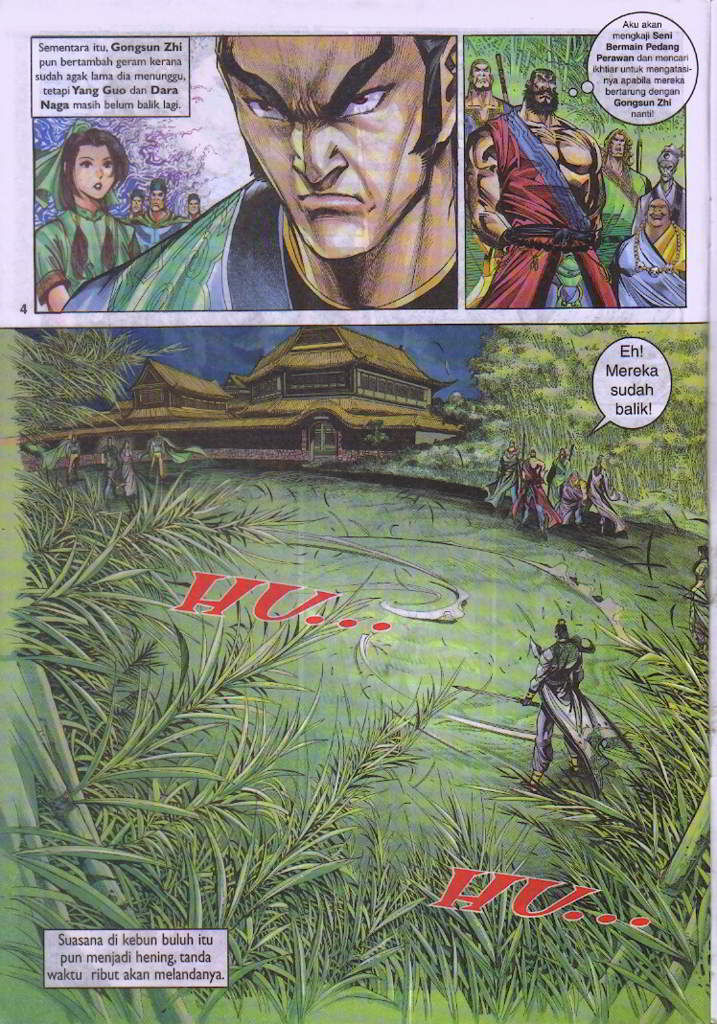 Sementara itu, Gongsun Zhi
pun bertambah geram kerana
sudah agak lama dia menunggu,
tetapi Yang Guo dan Dara
Naga masih belum balik lagi.
Aku akan
mengkaji Seni
Bermain Pedang
Perawan dan mencari
ikhtiar untuk mengatasi-
nya apabila mereka
bertarung dengan
Gongsun Zhi
nanti!
4
Eh!
Mereka
sudah
balik!
HU...
HU...
Suasana di kebun buluh itu
pun menjadi hening, tanda
waktu ribut akan melandanya.